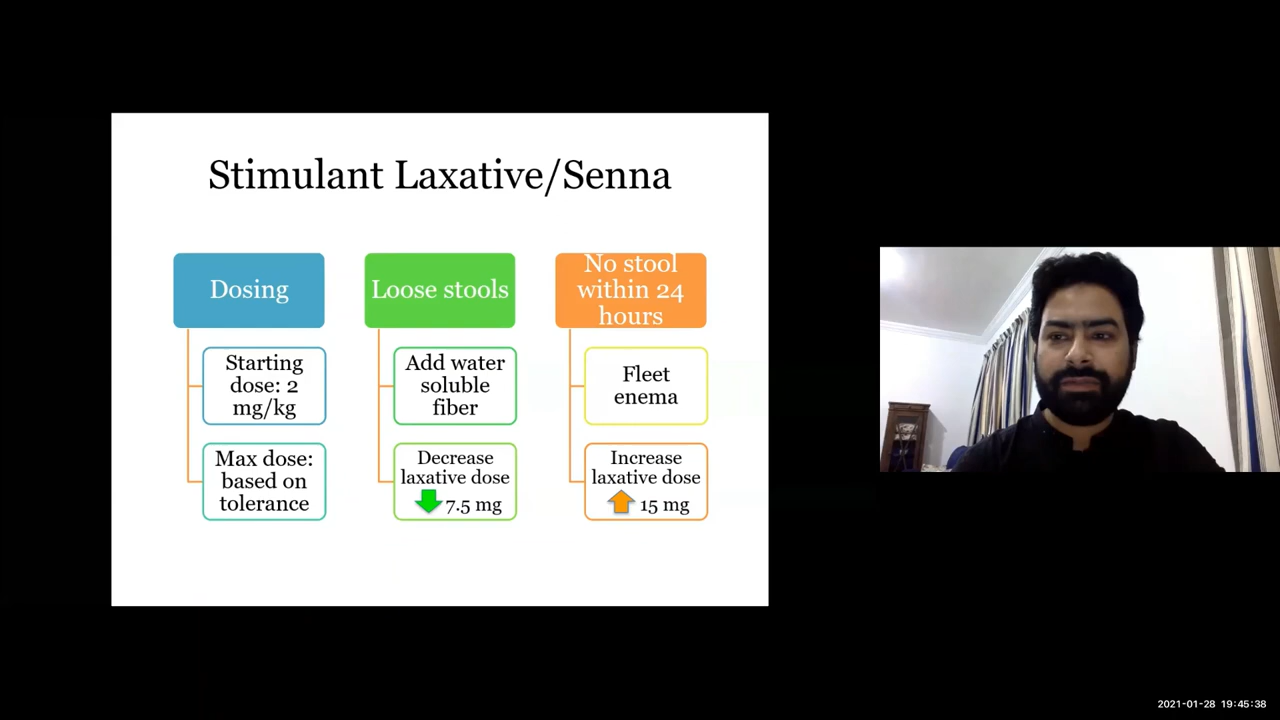 Stimulant Laxative/Senna
Dosing
Starting
dose: 2
mg/kg
Max dose:
based on
tolerance
Loose stools
Add water
soluble
fiber
Decrease
laxative dose
7.5 mg
No stool
within 24
hours
Fleet
enema
Increase
laxative dose
15 mg
2021-01-28 19:45:38